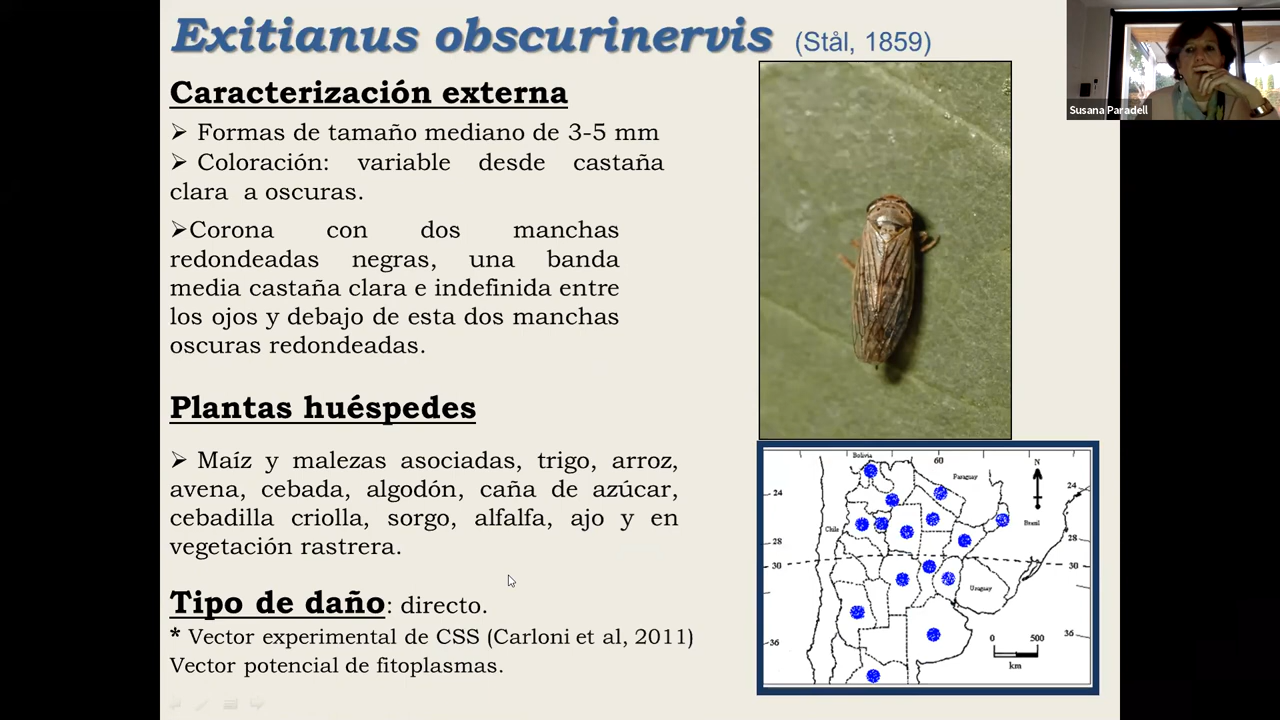 Exitianus obscurinervis (Stål, 1859)
Susana Paradell
Caracterización externa
➢ Formas de tamaño mediano de 3-5 mm
➢ Coloración: variable desde castaña
clara a oscuras.
➢Corona con dos manchas
redondeadas negras, una banda
media castaña clara e indefinida entre
los ojos y debajo de esta dos manchas
oscuras redondeadas.
Plantas huéspedes
➢ Maíz y malezas asociadas, trigo, arroz,
avena, cebada, algodón, caña de azúcar,
cebadilla criolla, sorgo, alfalfa, ajo y en
vegetación rastrera.
Tipo de daño: directo.
* Vector experimental de CSS (Carloni et al, 2011)
Vector potencial de fitoplasmas.
Bolivia
60
Paraguay
N
24
24
Chile
Brasil
28
28
30
30
Uruguay
36
36
0 500
km